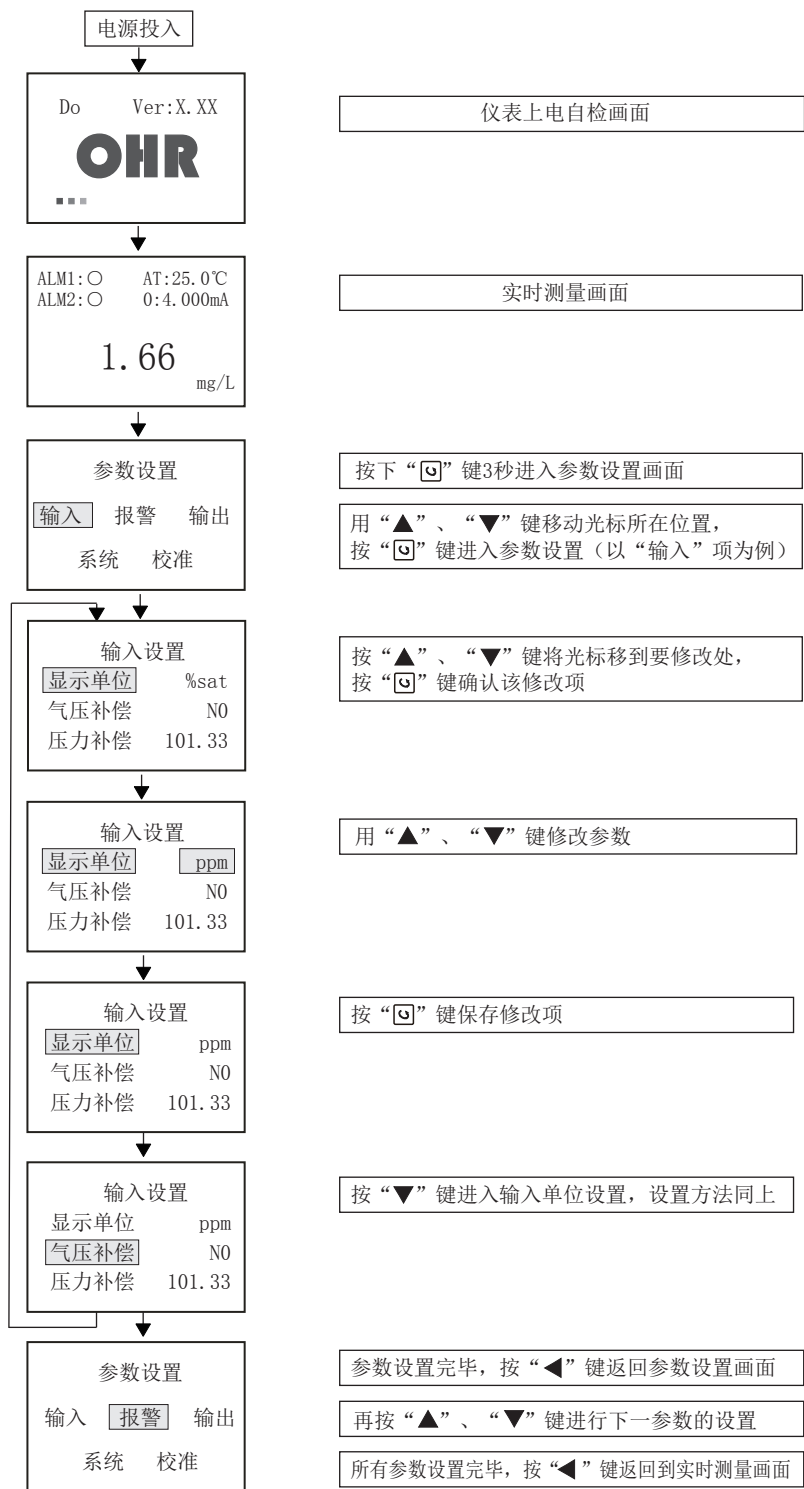 电源投入
Do Ver:X.XX
OHR
仪表上电自检画面
ALM1:○ AT:25.0℃
ALM2:○ 0:4.000mA
1.66
mg/L
实时测量画面
参数设置
输入 报警 输出
系统 校准
按下“”键3秒进入参数设置画面
用“▲”、“▼”键移动光标所在位置，
按“”键进入参数设置（以“输入”项为例）
输入设置
显示单位 %sat
气压补偿 NO
压力补偿 101.33
按“▲”、“▼”键将光标移到要修改处，
按“”键确认该修改项
输入设置
显示单位 ppm
气压补偿 NO
压力补偿 101.33
用“▲”、“▼”键修改参数
输入设置
显示单位 ppm
气压补偿 NO
压力补偿 101.33
按“”键保存修改项
输入设置
显示单位 ppm
气压补偿 NO
压力补偿 101.33
按“▼”键进入输入单位设置，设置方法同上
参数设置
输入 报警 输出
系统 校准
参数设置完毕，按“◀”键返回参数设置画面
再按“▲”、“▼”键进行下一参数的设置
所有参数设置完毕，按“◀”键返回到实时测量画面